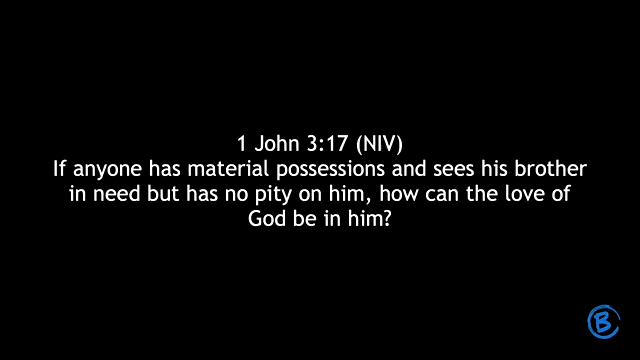 1 John 3:17 (NIV)
If anyone has material possessions and sees his brother
in need but has no pity on him, how can the love of
God be in him?
B